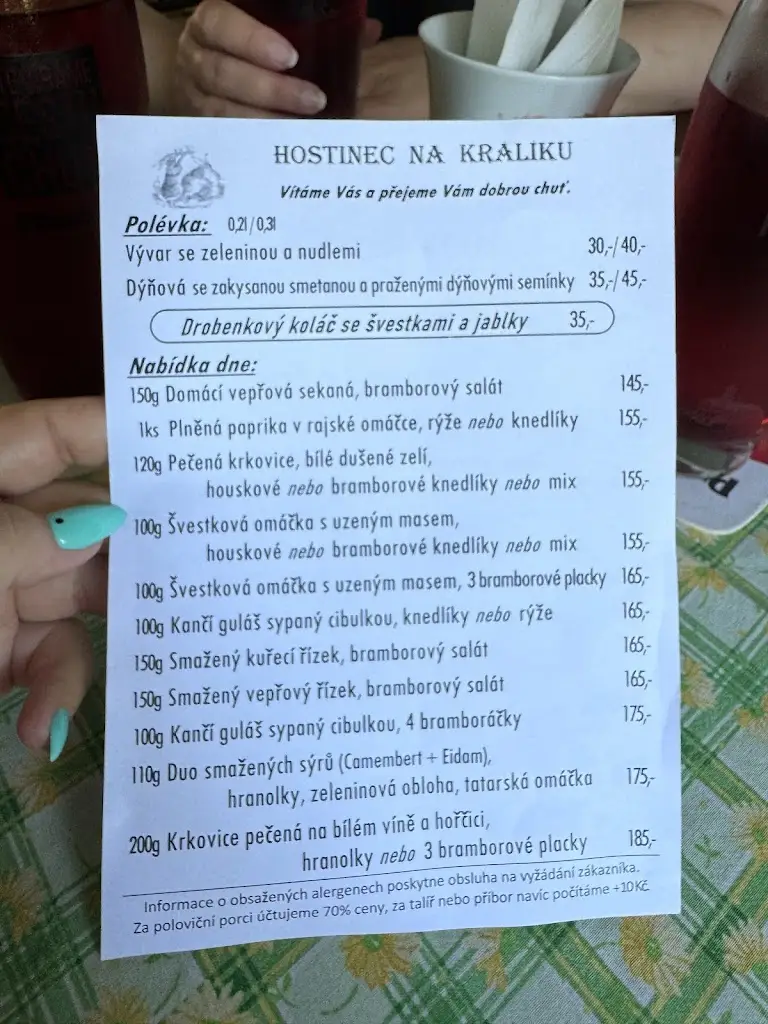 HOSTINEC NA KRÁLÍKU
Vítáme Vás a přejeme Vám dobrou chuť.
Polévka: 0,2l/0,3l
Vývar se zeleninou a nudlemi 30,-/40,-
Dýňová se zakysanou smetanou a praženými dýňovými semínky 35,-/45,-
Drobenkový koláč se švestkami a jablky 35,-
Nabídka dne:
150g Domácí vepřová sekaná, bramborový salát 145,-
1ks Plněná paprika v rajské omáčce, rýže nebo knedlíky 155,-
120g Pečená krkovice, bílé dušené zelí,
houskové nebo bramborové knedlíky nebo mix 155,-
100g Švestková omáčka s uzeným masem,
houskové nebo bramborové knedlíky nebo mix 155,-
100g Švestková omáčka s uzeným masem, 3 bramborové placky 165,-
100g Kančí guláš sypaný cibulkou, knedlíky nebo rýže 165,-
150g Smažený kuřecí řízek, bramborový salát 165,-
150g Smažený vepřový řízek, bramborový salát 165,-
100g Kančí guláš sypaný cibulkou, 4 bramboráčky 175,-
110g Duo smažených sýrů (Camembert + Eidam),
hranolky, zeleninová obloha, tatarská omáčka 175,-
200g Krkovice pečená na bílém víně a hořčici,
hranolky nebo 3 bramborové placky 185,-
Informace o obsažených alergenech poskytne obsluha na vyžádání zákazníka.
Za poloviční porci účtujeme 70% ceny, za talíř nebo příbor navíc počítáme +10Kč